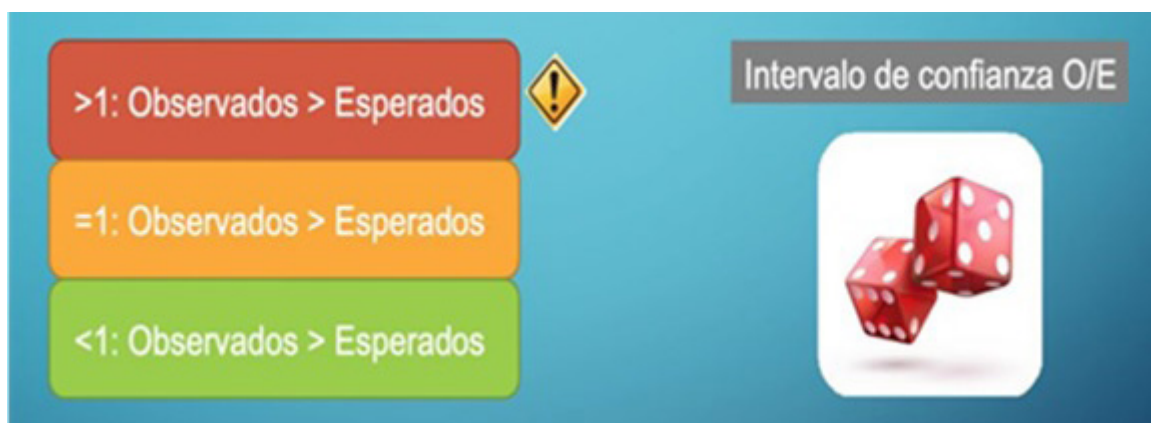 >1: Observados > Esperados
=1: Observados > Esperados
<1: Observados > Esperados
Intervalo de confianza O/E